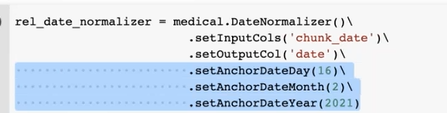 rel_date_normalizer = medical.DateNormalizer()\
.setInputCols('chunk_date')\
.setOutputCol('date')\
.setAnchorDateDay(16)\
.setAnchorDateMonth(2)\
.setAnchorDateYear(2021)